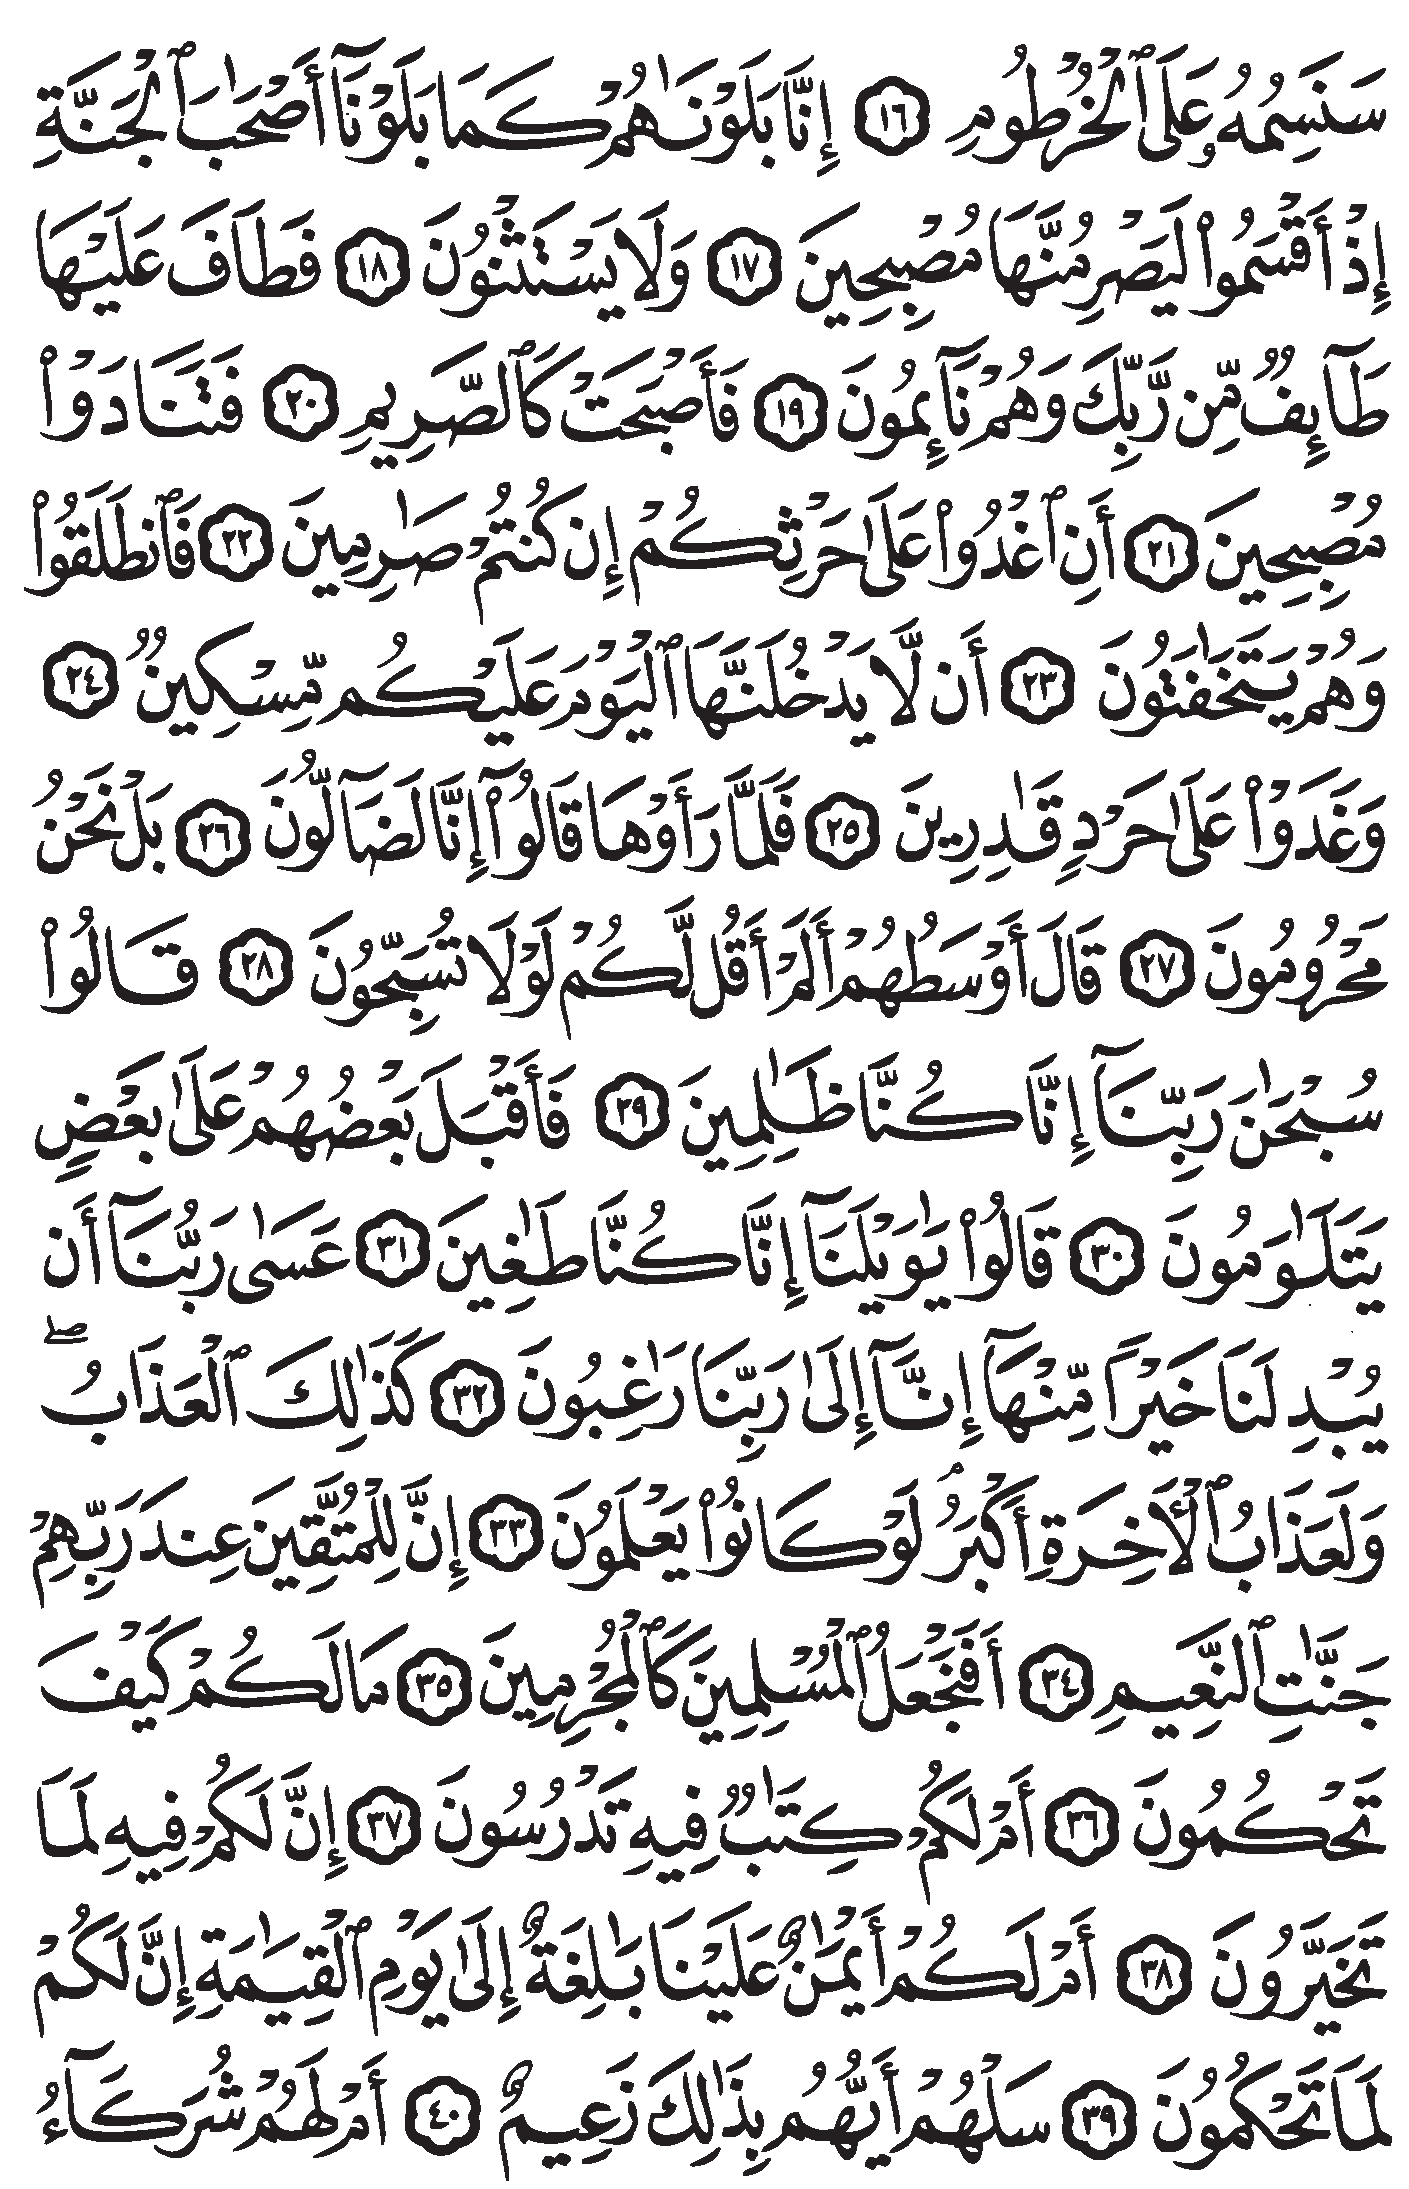 سَنَسِمُهُۥ عَلَى ٱلْخُرْطُومِ ١٦ إِنَّا بَلَوْنَـٰهُمْ كَمَا بَلَوْنَآ أَصْحَـٰبَ ٱلْجَنَّةِ
إِذْ أَقْسَمُوا۟ لَيَصْرِمُنَّهَا مُصْبِحِينَ ١٧ وَلَا يَسْتَثْنُونَ ١٨ فَطَافَ عَلَيْهَا
طَآئِفٌ مِّن رَّبِّكَ وَهُمْ نَآئِمُونَ ١٩ فَأَصْبَحَتْ كَٱلصَّرِيمِ ٢٠ فَتَنَادَوْا۟
مُصْبِحِينَ ٢١ أَنِ ٱغْدُوا۟ عَلَىٰ حَرْثِكُمْ إِن كُنتُمْ صَـٰرِمِينَ ٢٢ فَٱنطَلَقُوا۟
وَهُمْ يَتَخَـٰفَتُونَ ٢٣ أَن لَّا يَدْخُلَنَّهَا ٱلْيَوْمَ عَلَيْكُم مِّسْكِينٌ ٢٤
وَغَدَوْا۟ عَلَىٰ حَرْدٍ قَـٰدِرِينَ ٢٥ فَلَمَّا رَأَوْهَا قَالُوٓا۟ إِنَّا لَضَآلُّونَ ٢٦ بَلْ نَحْنُ
مَحْرُومُونَ ٢٧ قَالَ أَوْسَطُهُمْ أَلَمْ أَقُل لَّكُمْ لَوْلَا تُسَبِّحُونَ ٢٨ قَالُوا۟
سُبْحَـٰنَ رَبِّنَآ إِنَّا كُنَّا ظَـٰلِمِينَ ٢٩ فَأَقْبَلَ بَعْضُهُمْ عَلَىٰ بَعْضٍ
يَتَلَـٰوَمُونَ ٣٠ قَالُوا۟ يَـٰوَيْلَنَآ إِنَّا كُنَّا طَـٰغِينَ ٣١ عَسَىٰ رَبُّنَآ أَن
يُبْدِلَنَا خَيْرًا مِّنْهَآ إِنَّآ إِلَىٰ رَبِّنَا رَٰغِبُونَ ٣٢ كَذَٰلِكَ ٱلْعَذَابُ ۖ
وَلَعَذَابُ ٱلْـَٔاخِرَةِ أَكْبَرُ ۚ لَوْ كَانُوا۟ يَعْلَمُونَ ٣٣ إِنَّ لِلْمُتَّقِينَ عِندَ رَبِّهِمْ
جَنَّـٰتِ ٱلنَّعِيمِ ٣٤ أَفَنَجْعَلُ ٱلْمُسْلِمِينَ كَٱلْمُجْرِمِينَ ٣٥ مَا لَكُمْ كَيْفَ
تَحْكُمُونَ ٣٦ أَمْ لَكُمْ كِتَـٰبٌ فِيهِ تَدْرُسُونَ ٣٧ إِنَّ لَكُمْ فِيهِ لَمَا
تَخَيَّرُونَ ٣٨ أَمْ لَكُمْ أَيْمَـٰنٌ عَلَيْنَا بَـٰلِغَةٌ إِلَىٰ يَوْمِ ٱلْقِيَـٰمَةِ إِنَّ لَكُمْ
لَمَا تَحْكُمُونَ ٣٩ سَلْهُمْ أَيُّهُم بِذَٰلِكَ زَعِيمٌ ٤٠ أَمْ لَهُمْ شُرَكَآءُ